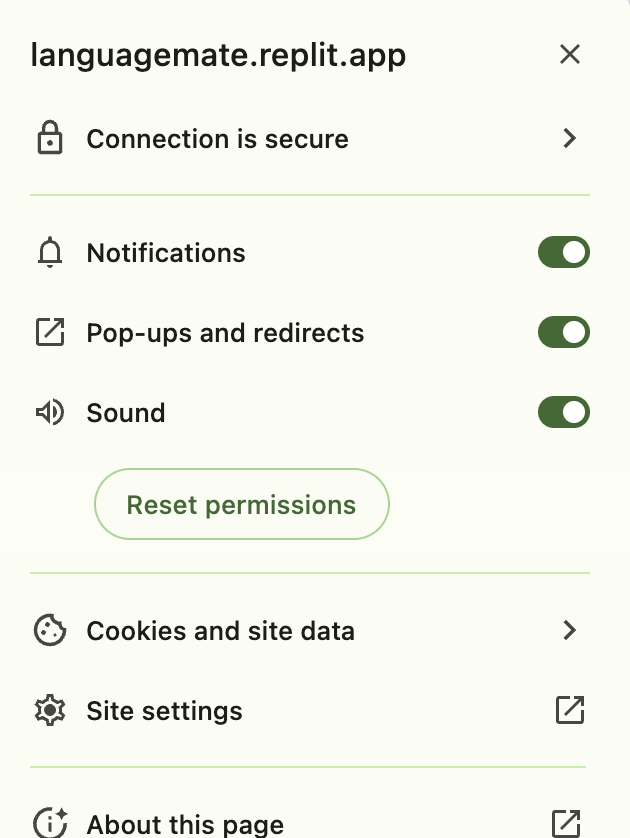 languagemate.replit.app
Connection is secure
Notifications
Pop-ups and redirects
Sound
Reset permissions
Cookies and site data
Site settings
About this page